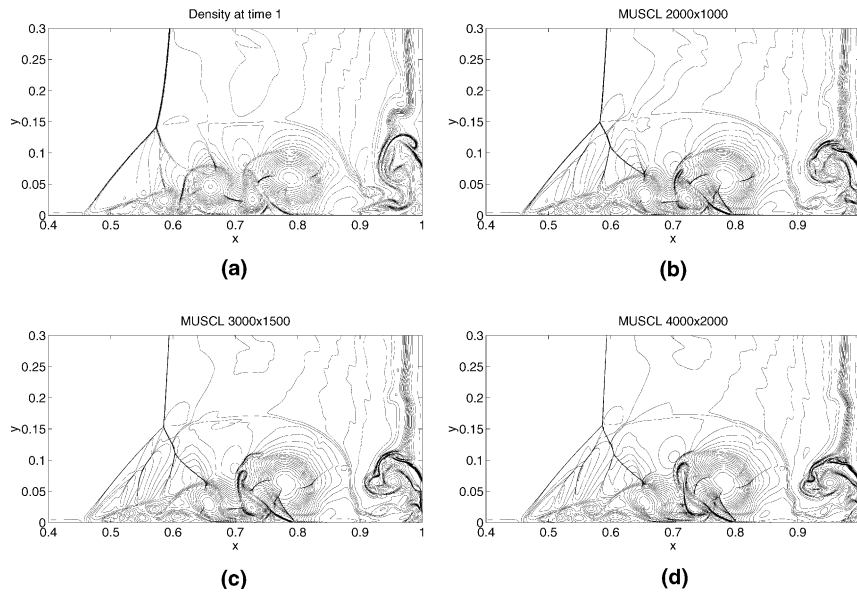 Density at time 1
0.3
0.25
0.2
y 0.15
0.1
0.05
0
0.4 0.5 0.6 0.7 0.8 0.9 1
x
(a)
MUSCL 2000x1000
0.3
0.25
0.2
y 0.15
0.1
0.05
0
0.4 0.5 0.6 0.7 0.8 0.9
x
(b)
MUSCL 3000x1500
0.3
0.25
0.2
y 0.15
0.1
0.05
0
0.4 0.5 0.6 0.7 0.8 0.9 1
x
(c)
MUSCL 4000x2000
0.3
0.25
0.2
y 0.15
0.1
0.05
0
0.4 0.5 0.6 0.7 0.8 0.9
x
(d)